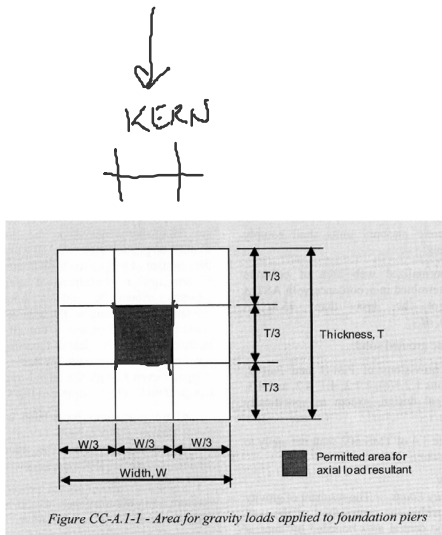 KERN
T/3
T/3
Thickness, T
T/3
W/3 W/3 W/3
Width, W
Permitted area for
axial load resultant
Figure CC-A.1-1 - Area for gravity loads applied to foundation piers